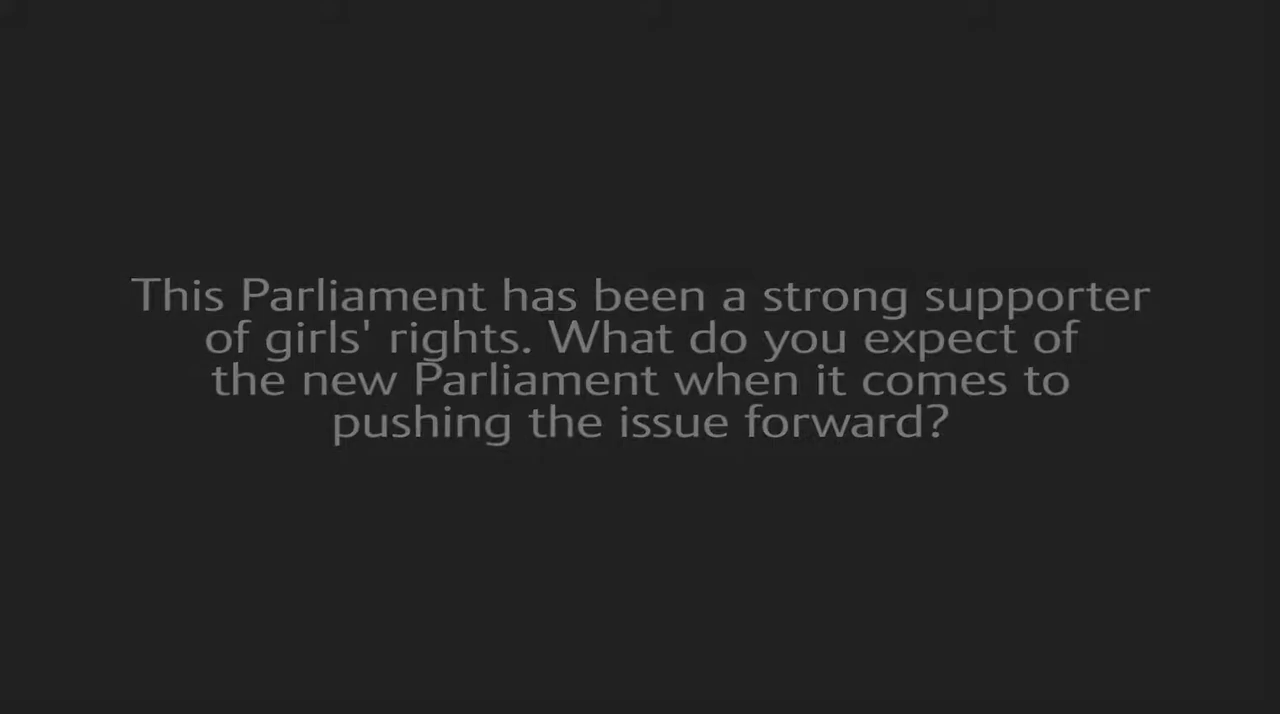 This Parliament has been a strong supporter
of girls' rights. What do you expect of
the new Parliament when it comes to
pushing the issue forward?